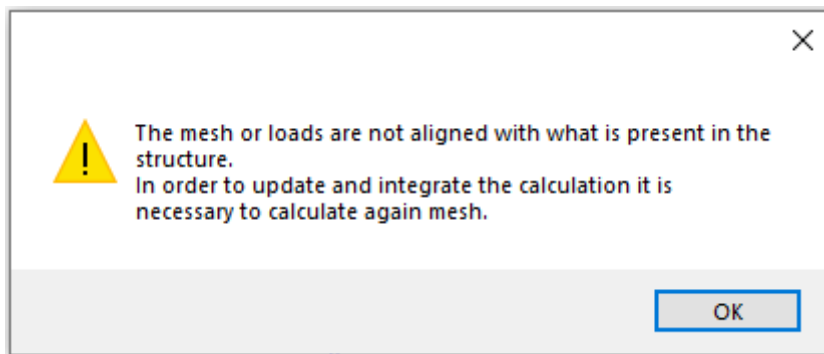 The mesh or loads are not aligned with what is present in the
structure.
In order to update and integrate the calculation it is
necessary to calculate again mesh.
OK